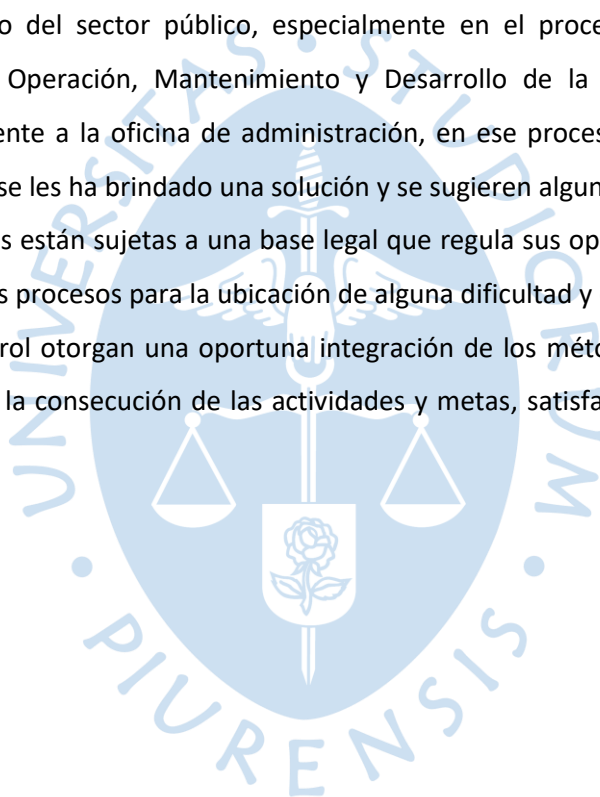 o del sector público, especialmente en el proce
Operación, Mantenimiento y Desarrollo de la
ente a la oficina de administración, en ese proces
se les ha brindado una solución y se sugieren algun
s están sujetas a una base legal que regula sus op
s procesos para la ubicación de alguna dificultad y
rol otorgan una oportuna integración de los méto
la consecución de las actividades y metas, satisfa
UNIVERSITAS • STUDIORUM • PIURENSIS •